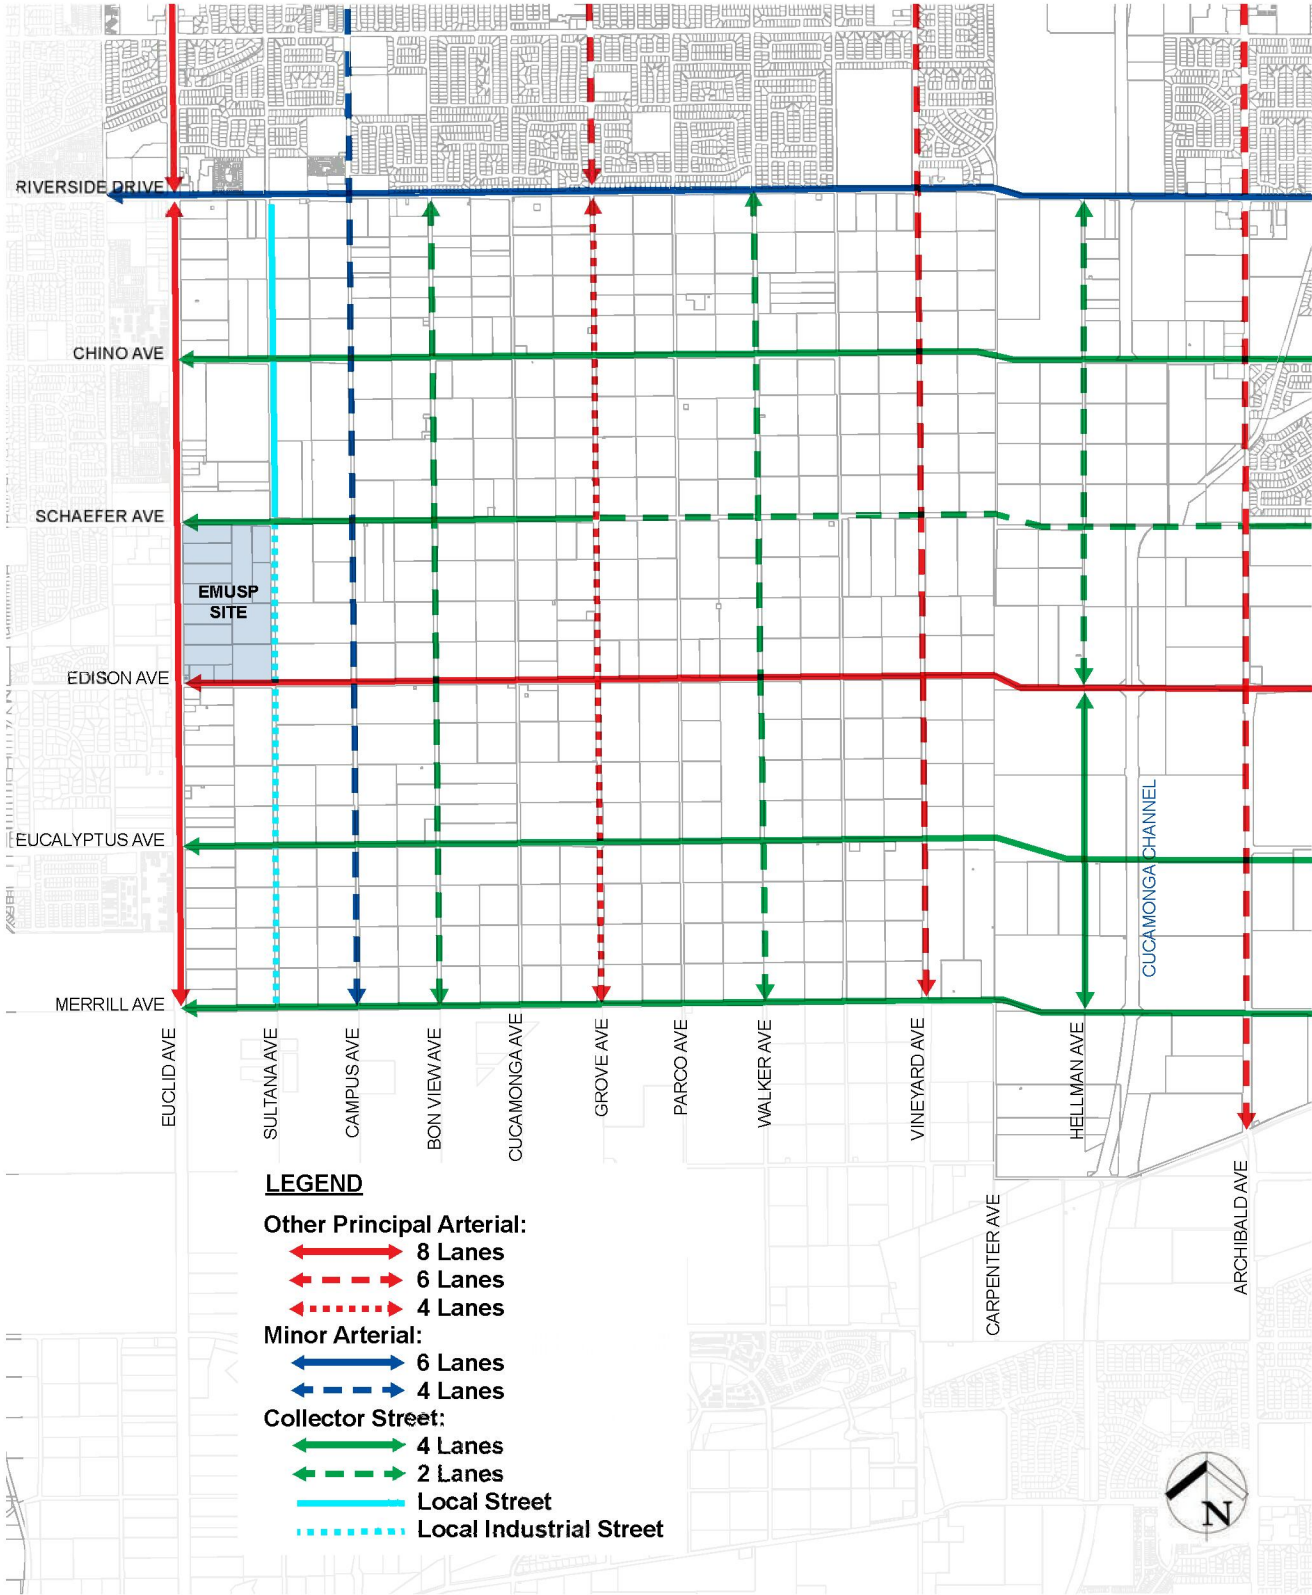 RIVERSIDE DRIVE
CHINO AVE
SCHAEFER AVE
EMUSP
SITE
EDISON AVE
EUCALYPTUS AVE
CUCAMONGA CHANNEL
MERRILL AVE
EUCLID AVE
SULTANA AVE
CAMPUS AVE
BON VIEW AVE
CUCAMONGA AVE
GROVE AVE
PARCO AVE
WALKER AVE
VINEYARD AVE
CARPENTER AVE
HELLMAN AVE
ARCHIBALD AVE
LEGEND
Other Principal Arterial:
8 Lanes
6 Lanes
4 Lanes
Minor Arterial:
6 Lanes
4 Lanes
Collector Street:
4 Lanes
2 Lanes
Local Street
Local Industrial Street
N